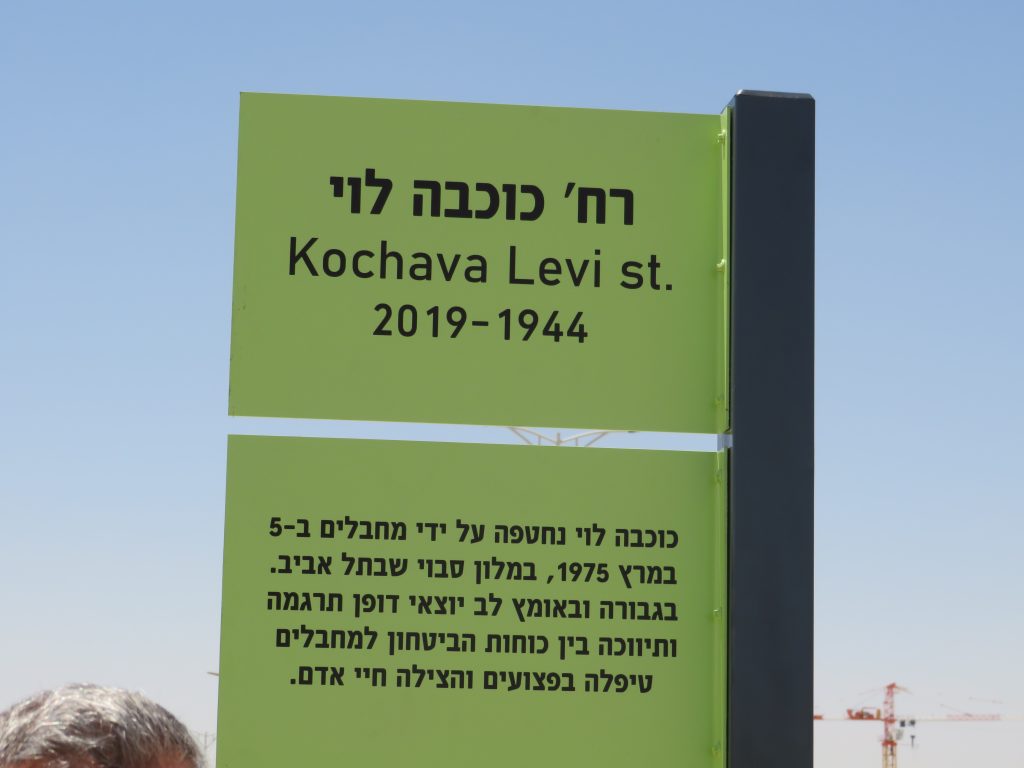 רח' כוכבה לוי
Kochava Levi st.
2019-1944
כוכבה לוי נחטפה על ידי מחבלים ב-5
במרץ 1975, במלון סבוי שבתל אביב.
בגבורה ובאומץ לב יוצאי דופן תרגמה
ותיווכה בין כוחות הביטחון למחבלים
טיפלה בפצועים והצילה חיי אדם.